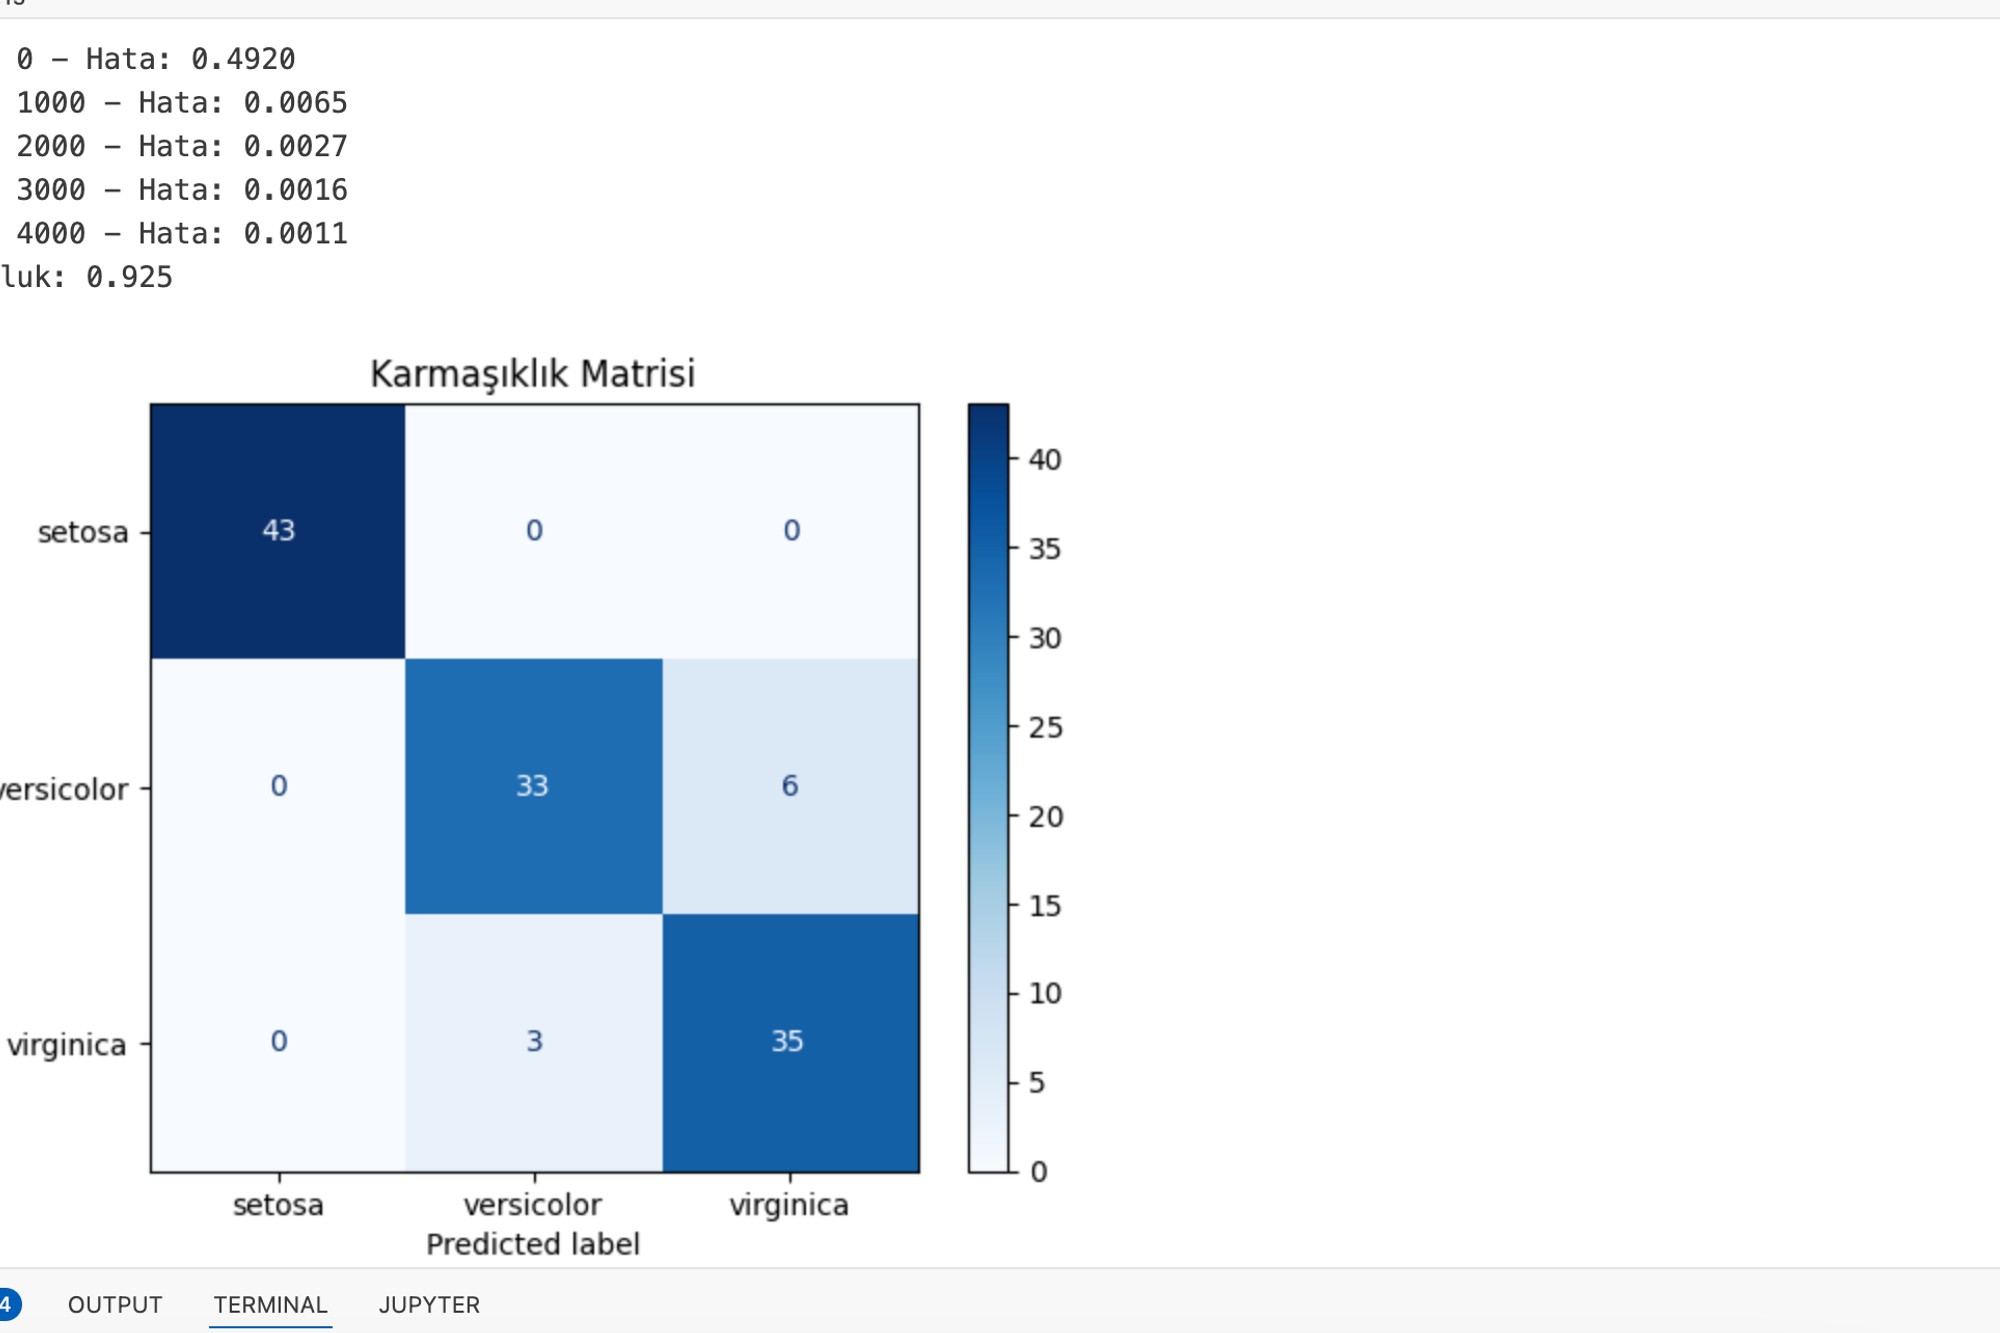 0 – Hata: 0.4920
1000 – Hata: 0.0065
2000 – Hata: 0.0027
3000 – Hata: 0.0016
4000 – Hata: 0.0011
luk: 0.925
Karmaşıklık Matrisi
setosa 43 0 0
versicolor 0 33 6
virginica 0 3 35
setosa versicolor virginica
Predicted label
40
35
30
25
20
15
10
5
0
4 OUTPUT TERMINAL JUPYTER